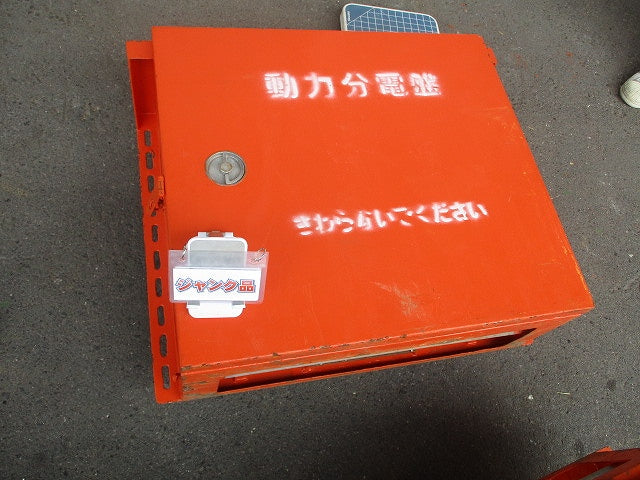 動力分電盤
さわらないでください
ジャンク品